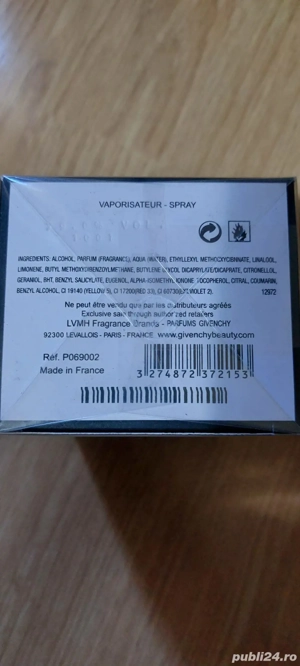 VAPORISATEUR - SPRAY
INGREDIENTS: ALCOHOL, PARFUM (FRAGRANCE), AQUA (WATER), ETHYLHEXYL METHOXYCINNAMATE, LINALOOL,
LIMONENE, BUTYL METHOXYDIBENZOYLMETHANE, BUTYLENE GLYCOL DICAPRYLATE/DICAPRATE, CITRONELLOL,
GERANIOL, BHT, BENZYL SALICYLATE, EUGENOL, ALPHA-ISOMETHYL IONONE, TOCOPHEROL, CITRAL, COUMARIN,
BENZYL ALCOHOL, CI 19140 (YELLOW 5), CI 17200 (RED 33), CI 60730 (EXT. VIOLET 2). 12972
Ne peut être vendu que par les distributeurs agréés
Exclusive sale through authorized retailers
LVMH Fragrance Brands - PARFUMS GIVENCHY
92300 LEVALLOIS - PARIS - FRANCE www.givenchybeauty.com
Réf. P069002
Made in France
3 274872 372153
publi24.ro